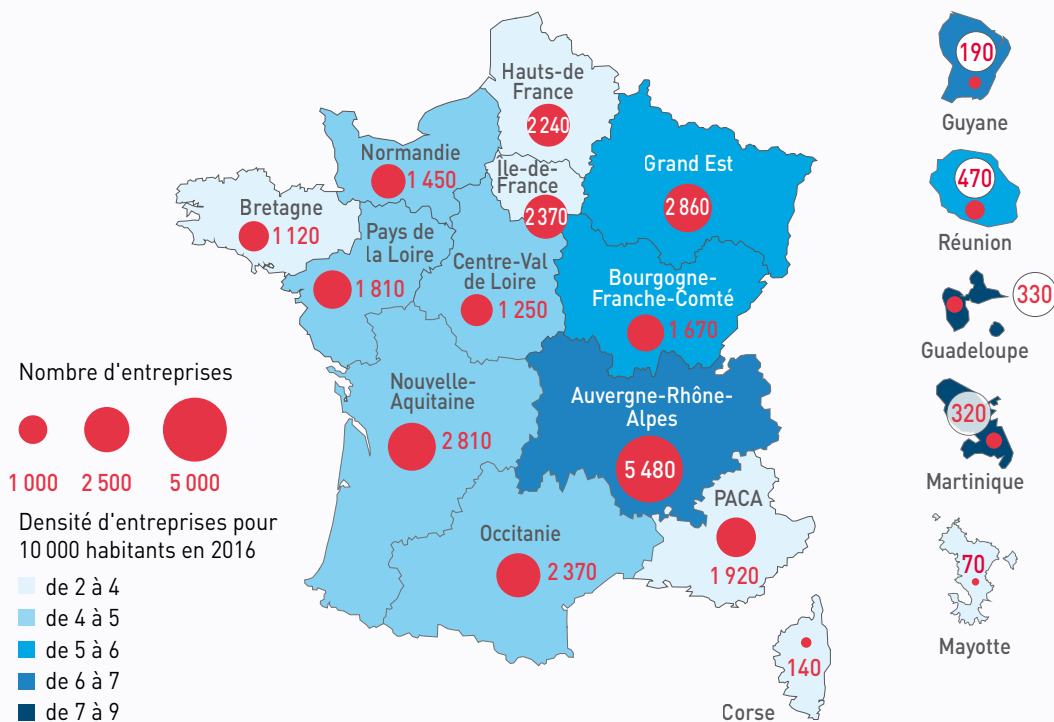 Hauts-de
France
2 240
Normandie
1 450
Île-de-
France
2 370
Grand Est
2 860
Bretagne
1 120
Pays de
la Loire
1 810
Centre-Val
de Loire
1 250
Bourgogne-
Franche-Comté
1 670
Nouvelle-
Aquitaine
2 810
Auvergne-Rhône-
Alpes
5 480
Occitanie
2 370
PACA
1 920
140
Corse
190
Guyane
470
Réunion
330
Guadeloupe
320
Martinique
70
Mayotte
Nombre d'entreprises
1 000 2 500 5 000
Densité d'entreprises pour
10 000 habitants en 2016
de 2 à 4
de 4 à 5
de 5 à 6
de 6 à 7
de 7 à 9